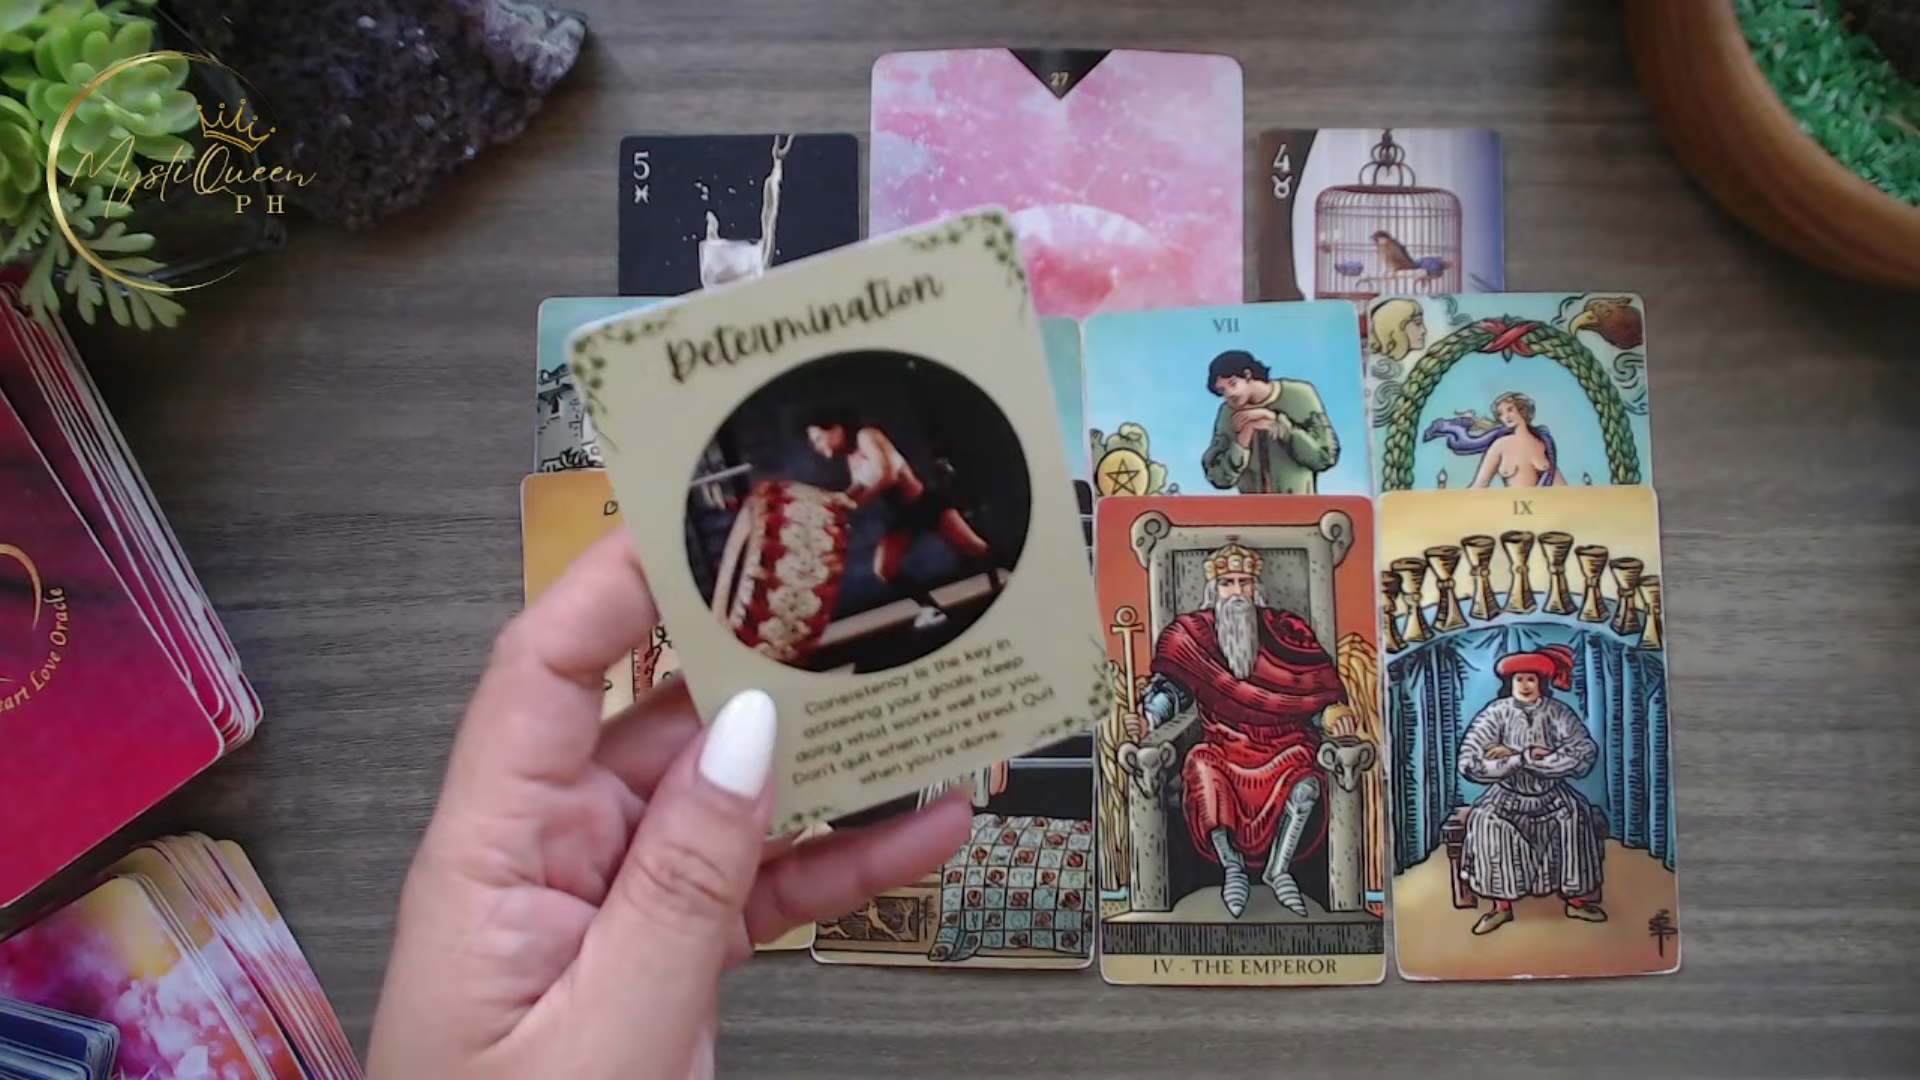 MystiQueen
PH
27
5
4
Determination
VII
Consistency is the key in
achieving your goals. Keep
doing what works well for you.
Don't quit when you're tired. Quit
when you're done.
IX
IV - THE EMPEROR
Love Oracle